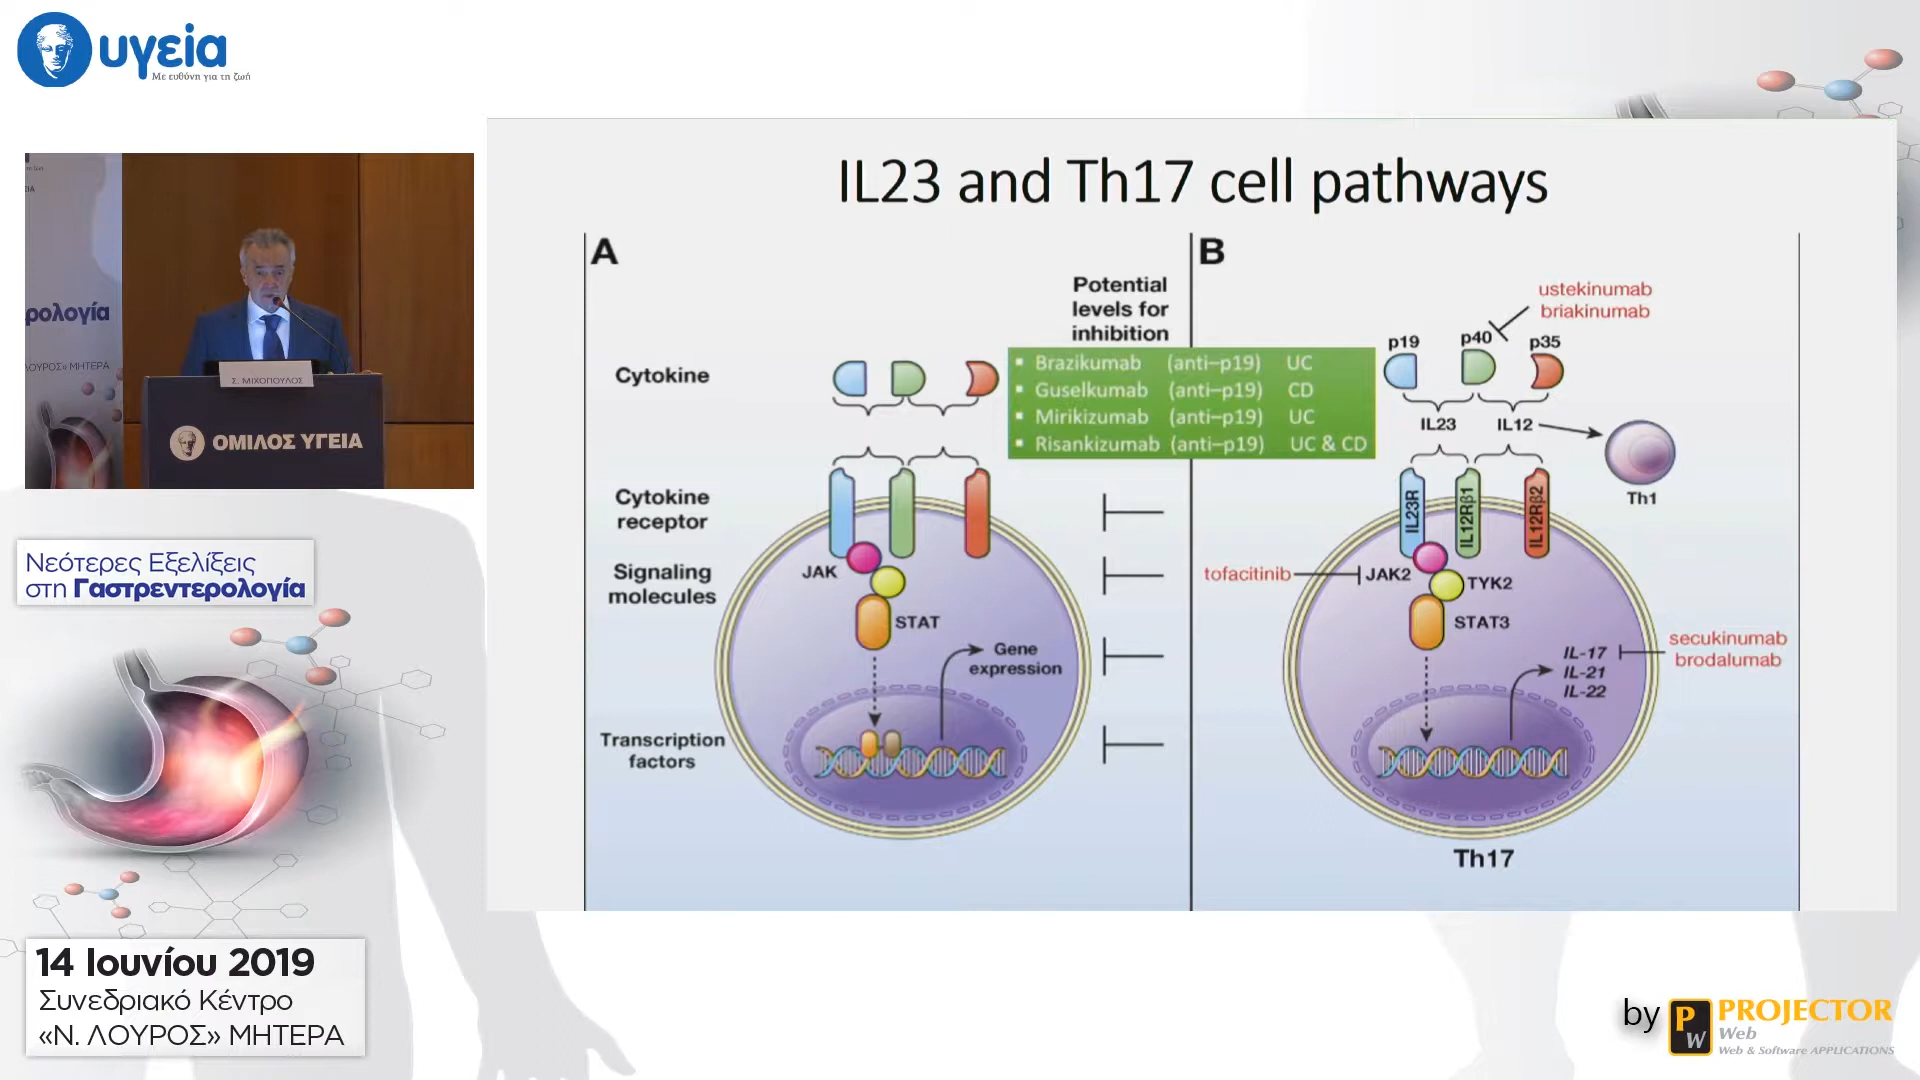 υγεία
Με ευθύνη για τη ζωή
ρολογία
ΛΟΥΡΟΣ» ΜΗΤΕΡΑ
Σ. ΜΙΧΟΠΟΥΛΟΣ
ΟΜΙΛΟΣ ΥΓΕΙΑ
Νεότερες Εξελίξεις
στη Γαστρεντερολογία
14 Ιουνίου 2019
Συνεδριακό Κέντρο
«Ν. ΛΟΥΡΟΣ» ΜΗΤΕΡΑ
IL23 and Th17 cell pathways
A
Potential
levels for
inhibition
Cytokine
▪ Brazikumab (anti–p19) UC
▪ Guselkumab (anti–p19) CD
▪ Mirikizumab (anti–p19) UC
▪ Risankizumab (anti–p19) UC & CD
Cytokine
receptor
Signaling
molecules
JAK
STAT
Gene
expression
Transcription
factors
B
ustekinumab
briakinumab
p19 p40 p35
IL23 IL12
Th1
IL23R IL12Rβ1 IL12Rβ2
tofacitinib JAK2 TYK2
STAT3
secukinumab
brodalumab
IL-17
IL-21
IL-22
Th17
by PROJECTOR
PW
Web
Web & Software APPLICATIONS